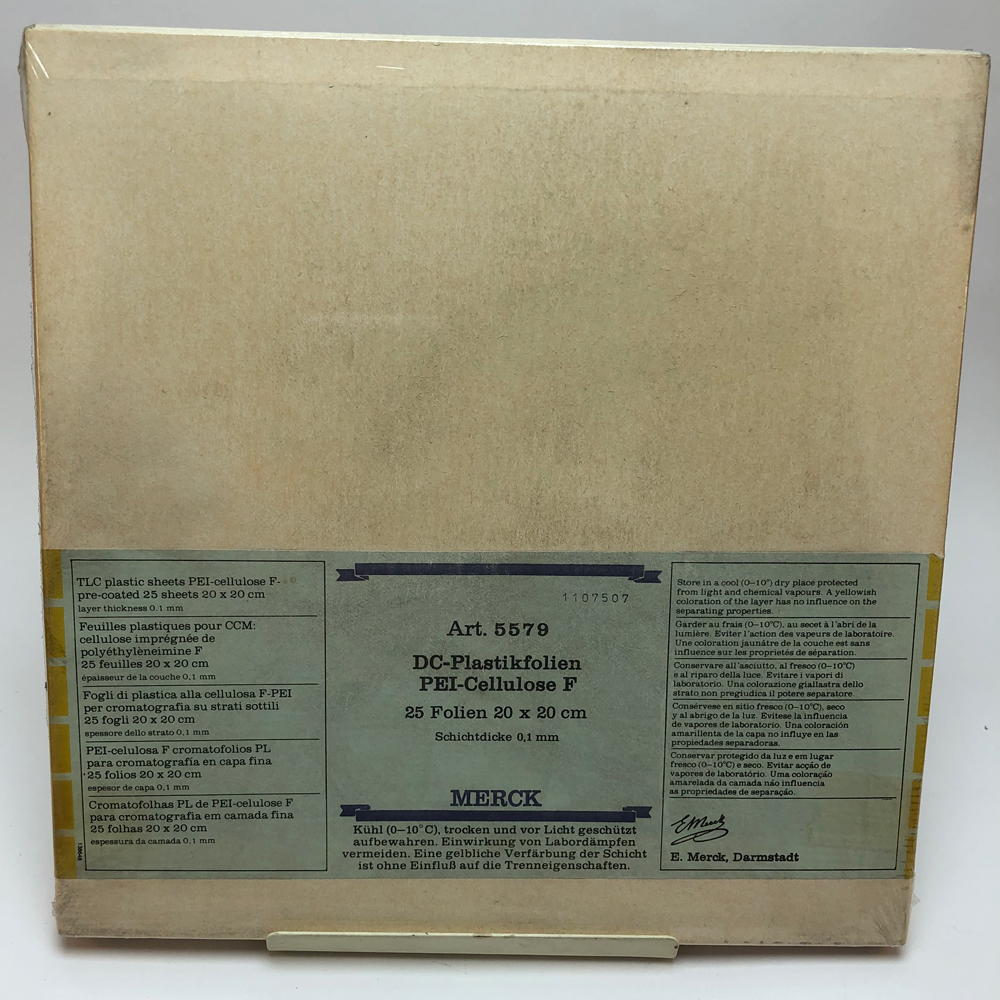 TLC plastic sheets PEI-cellulose F-
pre-coated 25 sheets 20 x 20 cm
layer thickness 0.1 mm
Feuilles plastiques pour CCM:
cellulose imprégnée de
polyéthylèneimine F
25 feuilles 20 x 20 cm
épaisseur de la couche 0,1 mm
Fogli di plastica alla cellulosa F-PEI
per cromatografia su strati sottili
25 fogli 20 x 20 cm
spessore dello strato 0,1 mm
PEI-celulosa F cromatofolios PL
para cromatografía en capa fina
25 folios 20 x 20 cm
espesor de capa 0,1 mm
Cromatofolhas PL de PEI-celulose F
para cromatografia em camada fina
25 folhas 20 x 20 cm
espessura da camada 0,1 mm
1107507
Art. 5579
DC-Plastikfolien
PEI-Cellulose F
25 Folien 20 x 20 cm
Schichtdicke 0,1 mm
MERCK
Kühl (0–10°C), trocken und vor Licht geschützt
aufbewahren. Einwirkung von Labordämpfen
vermeiden. Eine gelbliche Verfärbung der Schicht
ist ohne Einfluß auf die Trenneigenschaften.
Store in a cool (0–10°) dry place protected
from light and chemical vapours. A yellowish
coloration of the layer has no influence on the
separating properties.
Garder au frais (0–10°C), au secet à l'abri de la
lumière. Eviter l'action des vapeurs de laboratoire.
Une coloration jaunâtre de la couche est sans
influence sur les proprietés de séparation.
Conservare all'asciutto, al fresco (0–10°C)
e al riparo della luce. Evitare i vapori di
laboratorio. Una colorazione giallastra dello
strato non pregiudica il potere separatore.
Consérvese en sitio fresco (0–10°C), seco
y al abrigo de la luz. Evitese la influencia
de vapores de laboratorio. Una coloración
amarillenta de la capa no influye en las
propiedades separadoras.
Conservar protegido da luz e em lugar
fresco (0–10°C) e seco. Evitar acção de
vapores de laboratório. Uma coloração
amarelada da camada não influencia
as propriedades de separação.
E. Merck
E. Merck, Darmstadt